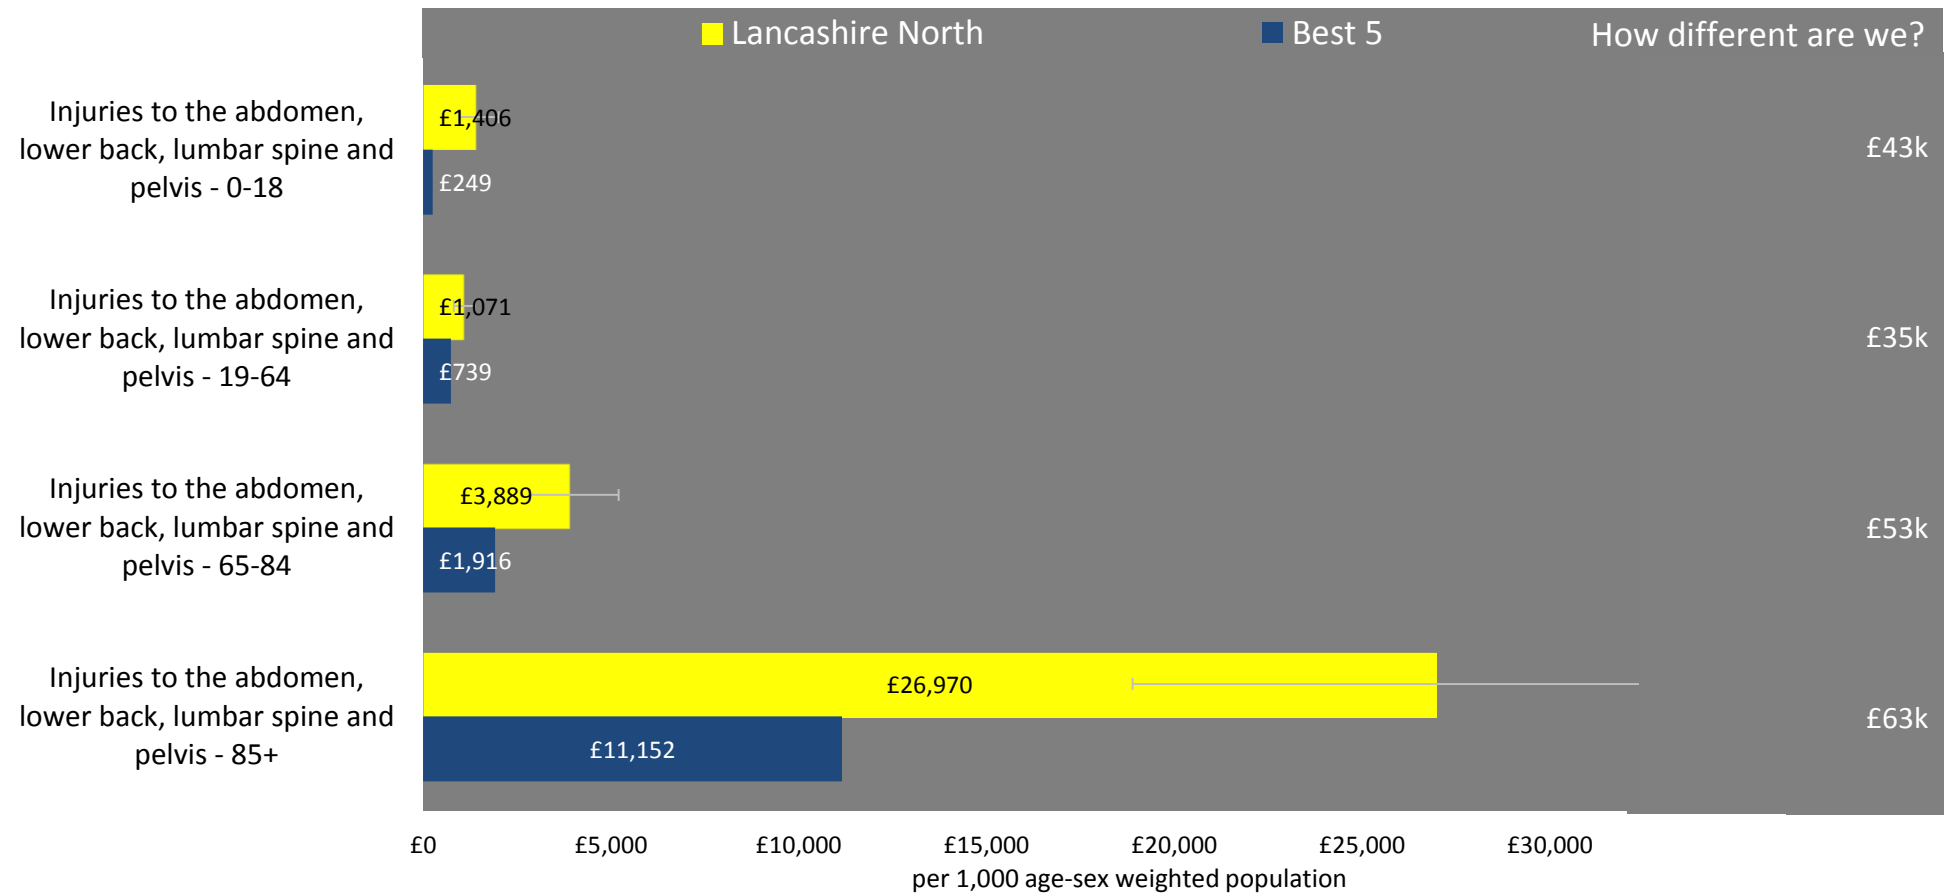 Lancashire North
Best 5
How different are we?
Injuries to the abdomen,
lower back, lumbar spine and
pelvis - 0-18
£1,406
£249
£43k
Injuries to the abdomen,
lower back, lumbar spine and
pelvis - 19-64
£1,071
£739
£35k
Injuries to the abdomen,
lower back, lumbar spine and
pelvis - 65-84
£3,889
£1,916
£53k
Injuries to the abdomen,
lower back, lumbar spine and
pelvis - 85+
£26,970
£11,152
£63k
£0 £5,000 £10,000 £15,000 £20,000 £25,000 £30,000
per 1,000 age-sex weighted population